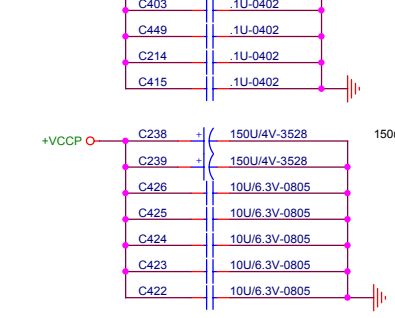 C403 .1U-0402
C449 .1U-0402
C214 .1U-0402
C415 .1U-0402
+VCCP C238 + 150U/4V-3528 150
C239 + 150U/4V-3528
C426 10U/6.3V-0805
C425 10U/6.3V-0805
C424 10U/6.3V-0805
C423 10U/6.3V-0805
C422 10U/6.3V-0805